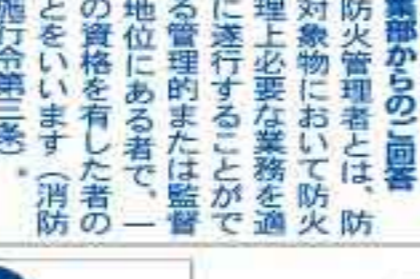 集部からのご回答
防火管理者とは、防
対象物において防火
理上必要な業務を適
に遂行することがで
る管理的または監督
地位にある者で、一
の資格を有した者の
とをいいます（消防
施行令第三条）。